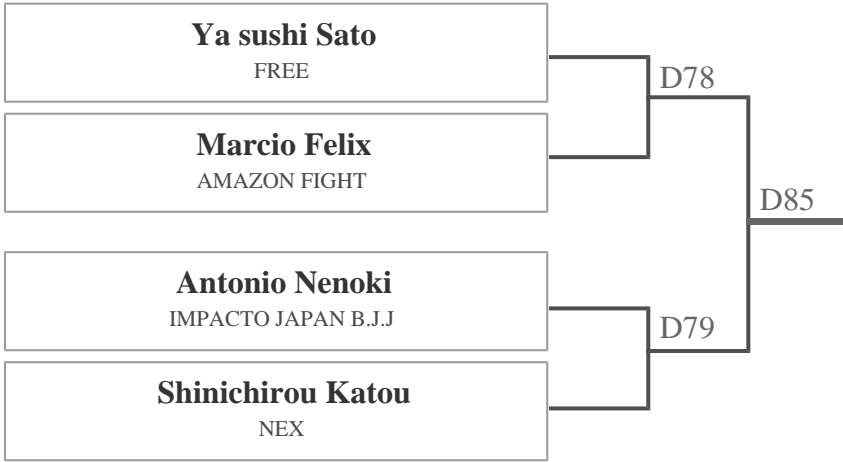 Ya sushi Sato
FREE
D78
Marcio Felix
AMAZON FIGHT
D85
Antonio Nenoki
IMPACTO JAPAN B.J.J
D79
Shinichirou Katou
NEX